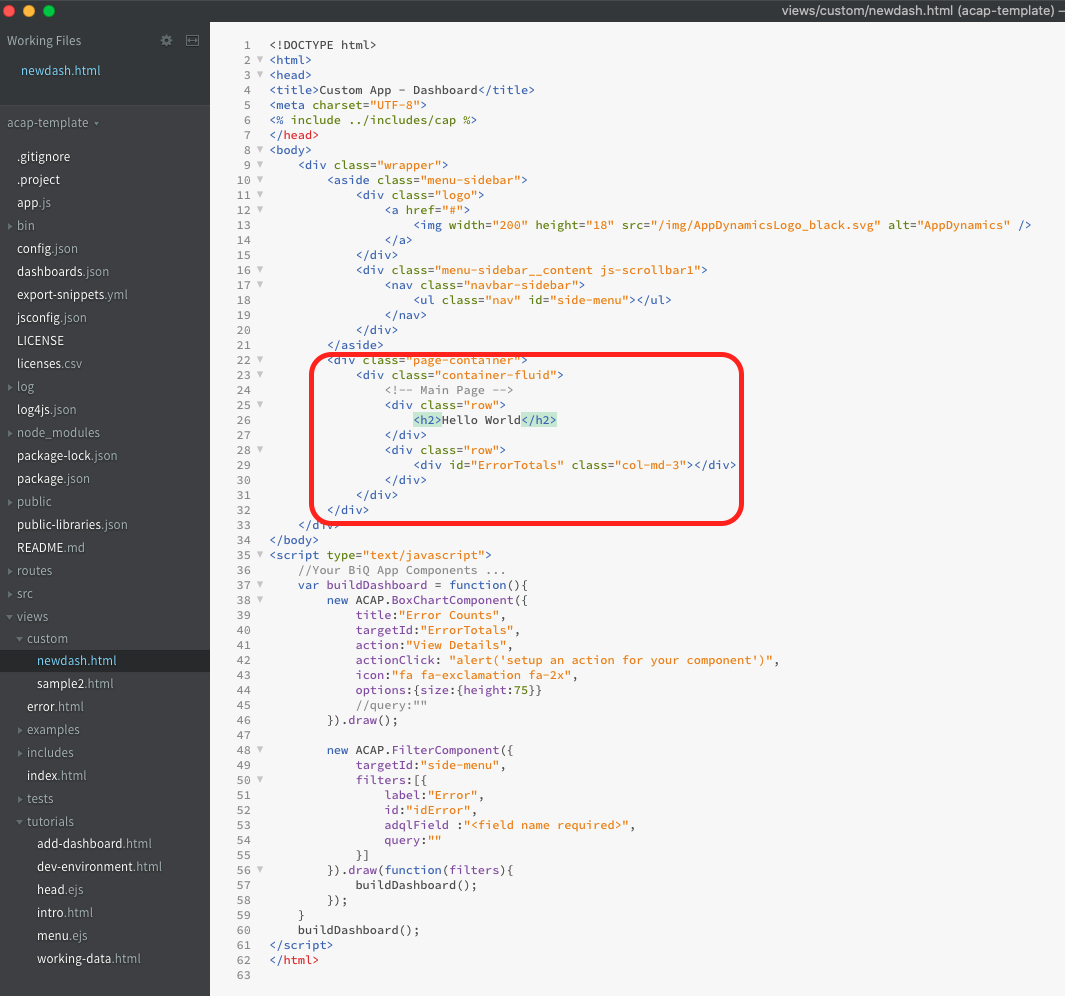 views/custom/newdash.html (acap-template) —
Working Files
newdash.html
acap-template
.gitignore
.project
app.js
bin
config.json
dashboards.json
export-snippets.yml
jsconfig.json
LICENSE
licenses.csv
log
log4js.json
node_modules
package-lock.json
package.json
public
public-libraries.json
README.md
routes
src
views
custom
newdash.html
sample2.html
error.html
examples
includes
index.html
tests
tutorials
add-dashboard.html
dev-environment.html
head.ejs
intro.html
menu.ejs
working-data.html
1 <!DOCTYPE html>
2 <html>
3 <head>
4 <title>Custom App - Dashboard</title>
5 <meta charset="UTF-8">
6 <% include ../includes/cap %>
7 </head>
8 <body>
9 <div class="wrapper">
10 <aside class="menu-sidebar">
11 <div class="logo">
12 <a href="#">
13 <img width="200" height="18" src="/img/AppDynamicsLogo_black.svg" alt="AppDynamics" />
14 </a>
15 </div>
16 <div class="menu-sidebar__content js-scrollbar1">
17 <nav class="navbar-sidebar">
18 <ul class="nav" id="side-menu"></ul>
19 </nav>
20 </div>
21 </aside>
22 <div class="page-container">
23 <div class="container-fluid">
24 <!-- Main Page -->
25 <div class="row">
26 <h2>Hello World</h2>
27 </div>
28 <div class="row">
29 <div id="ErrorTotals" class="col-md-3"></div>
30 </div>
31 </div>
32 </div>
33 </div>
34 </body>
35 <script type="text/javascript">
36 //Your BiQ App Components ...
37 var buildDashboard = function(){
38 new ACAP.BoxChartComponent({
39 title:"Error Counts",
40 targetId:"ErrorTotals",
41 action:"View Details",
42 actionClick: "alert('setup an action for your component')",
43 icon:"fa fa-exclamation fa-2x",
44 options:{size:{height:75}}
45 //query:""
46 }).draw();
47
48 new ACAP.FilterComponent({
49 targetId:"side-menu",
50 filters:[{
51 label:"Error",
52 id:"idError",
53 adqlField :"<field name required>",
54 query:""
55 }]
56 }).draw(function(filters){
57 buildDashboard();
58 });
59 }
60 buildDashboard();
61 </script>
62 </html>
63